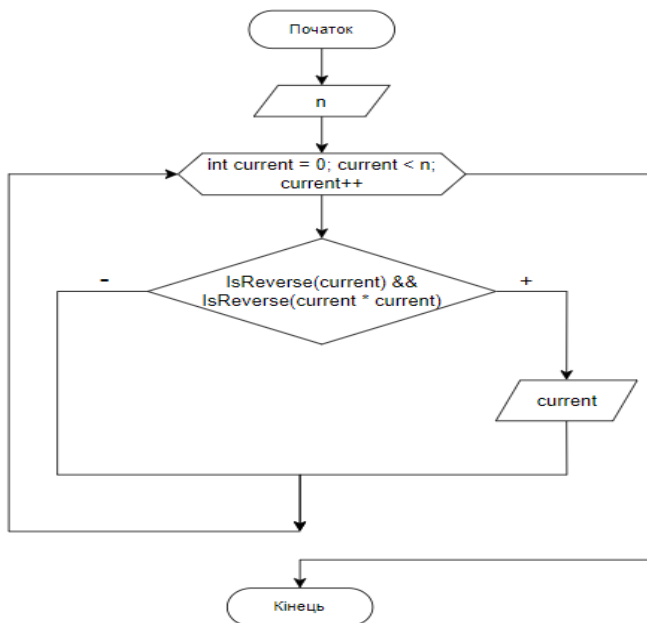 Початок
n
int current = 0; current < n;
current++
-
+
IsReverse(current) &&
IsReverse(current * current)
current
Кінець